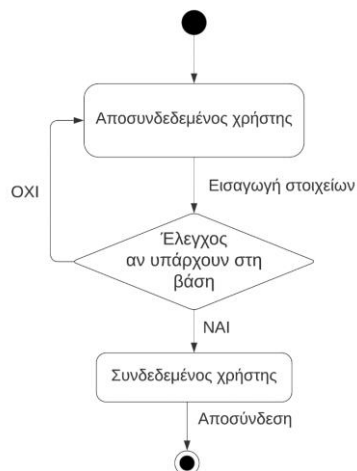 Αποσυνδεδεμένος χρήστης
Εισαγωγή στοιχείων
ΟΧΙ
Έλεγχος
αν υπάρχουν στη
βάση
ΝΑΙ
Συνδεδεμένος χρήστης
Αποσύνδεση